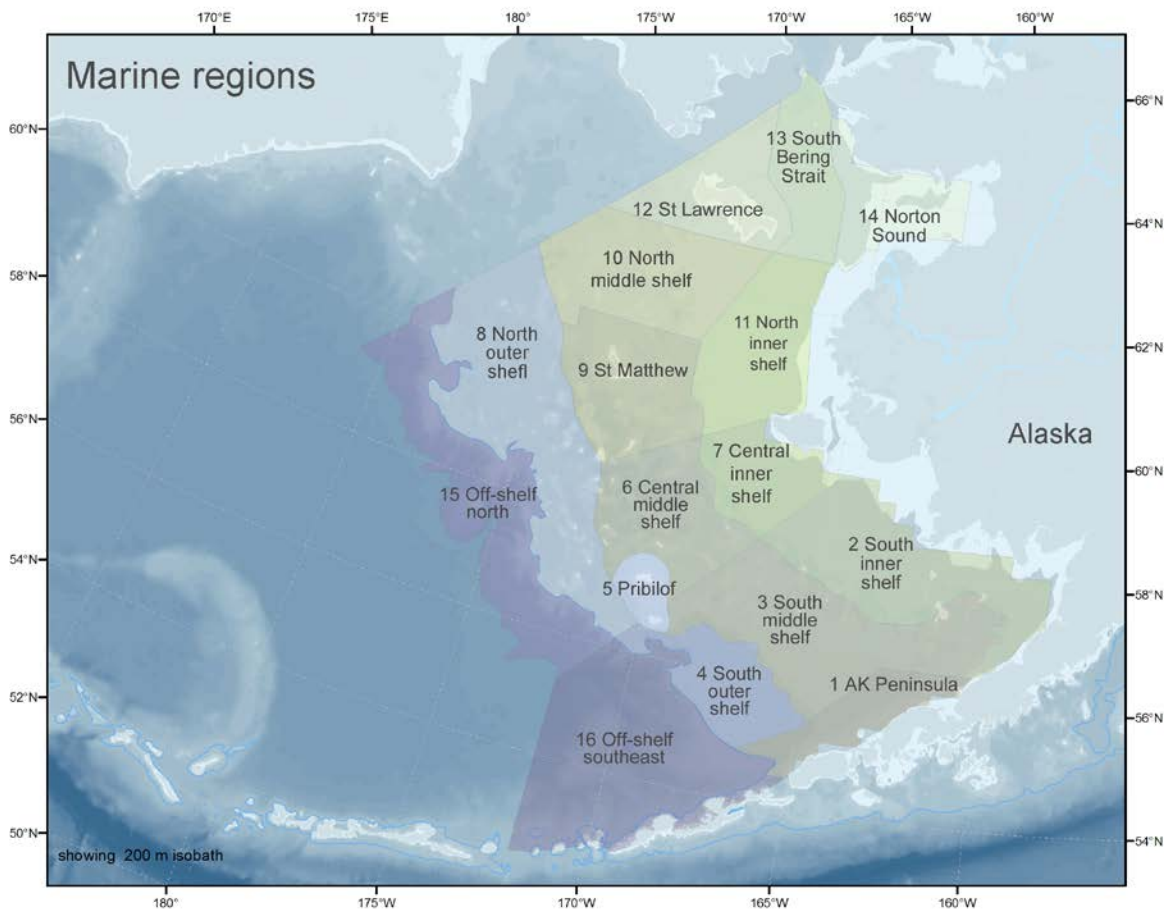 170°E 175°E 180° 175°W 170°W 165°W 160°W
Marine regions
66°N
60°N
13 South
Bering
Strait
12 St Lawrence
14 Norton
Sound
64°N
10 North
middle shelf
58°N
8 North
outer
shefl
11 North
inner
shelf
62°N
9 St Matthew
56°N
Alaska
7 Central
inner
shelf
60°N
6 Central
middle
shelf
15 Off-shelf
north
2 South
inner
shelf
54°N
5 Pribilof
58°N
3 South
middle
shelf
4 South
outer
shelf
1 AK Peninsula
52°N
56°N
16 Off-shelf
southeast
50°N
54°N
showing 200 m isobath
180° 175°W 170°W 165°W 160°W